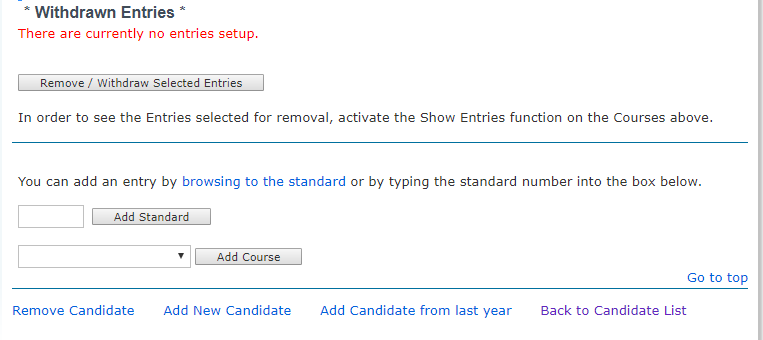 * Withdrawn Entries *
There are currently no entries setup.
Remove / Withdraw Selected Entries
In order to see the Entries selected for removal, activate the Show Entries function on the Courses above.
You can add an entry by browsing to the standard or by typing the standard number into the box below.
Add Standard
Add Course
Go to top
Remove Candidate Add New Candidate Add Candidate from last year Back to Candidate List